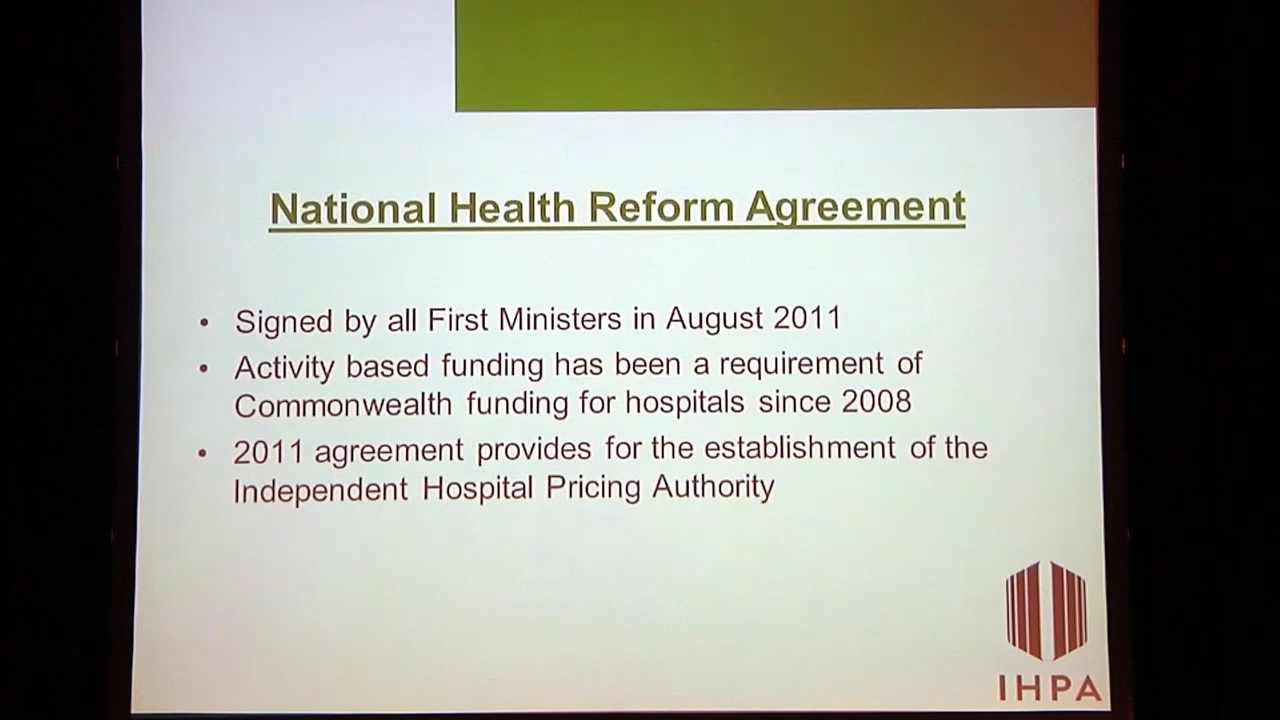 National Health Reform Agreement
• Signed by all First Ministers in August 2011
• Activity based funding has been a requirement of
Commonwealth funding for hospitals since 2008
• 2011 agreement provides for the establishment of the
Independent Hospital Pricing Authority
IHPA